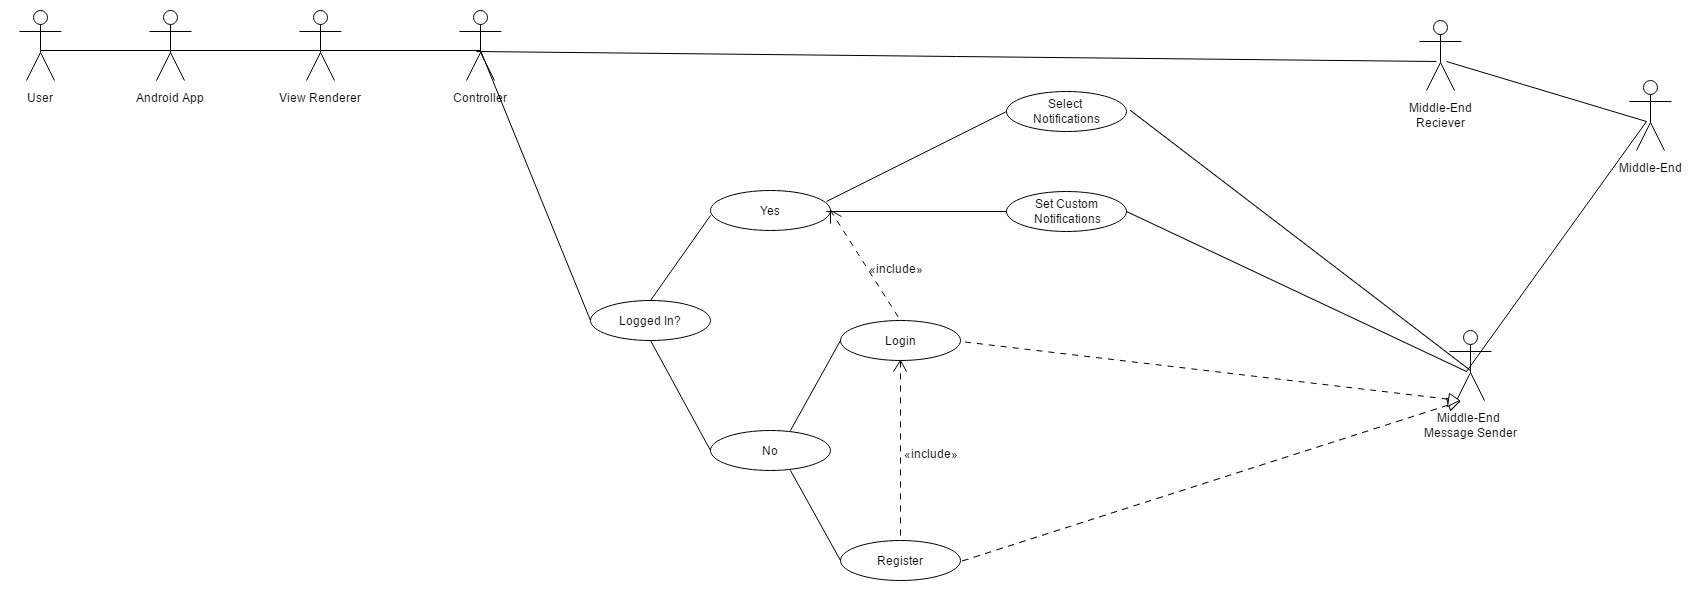 User
Android App
View Renderer
Controller
Middle-End
Reciever
Middle-End
Select
Notifications
Yes
Set Custom
Notifications
«include»
Logged In?
Login
Middle-End
Message Sender
No
«include»
Register